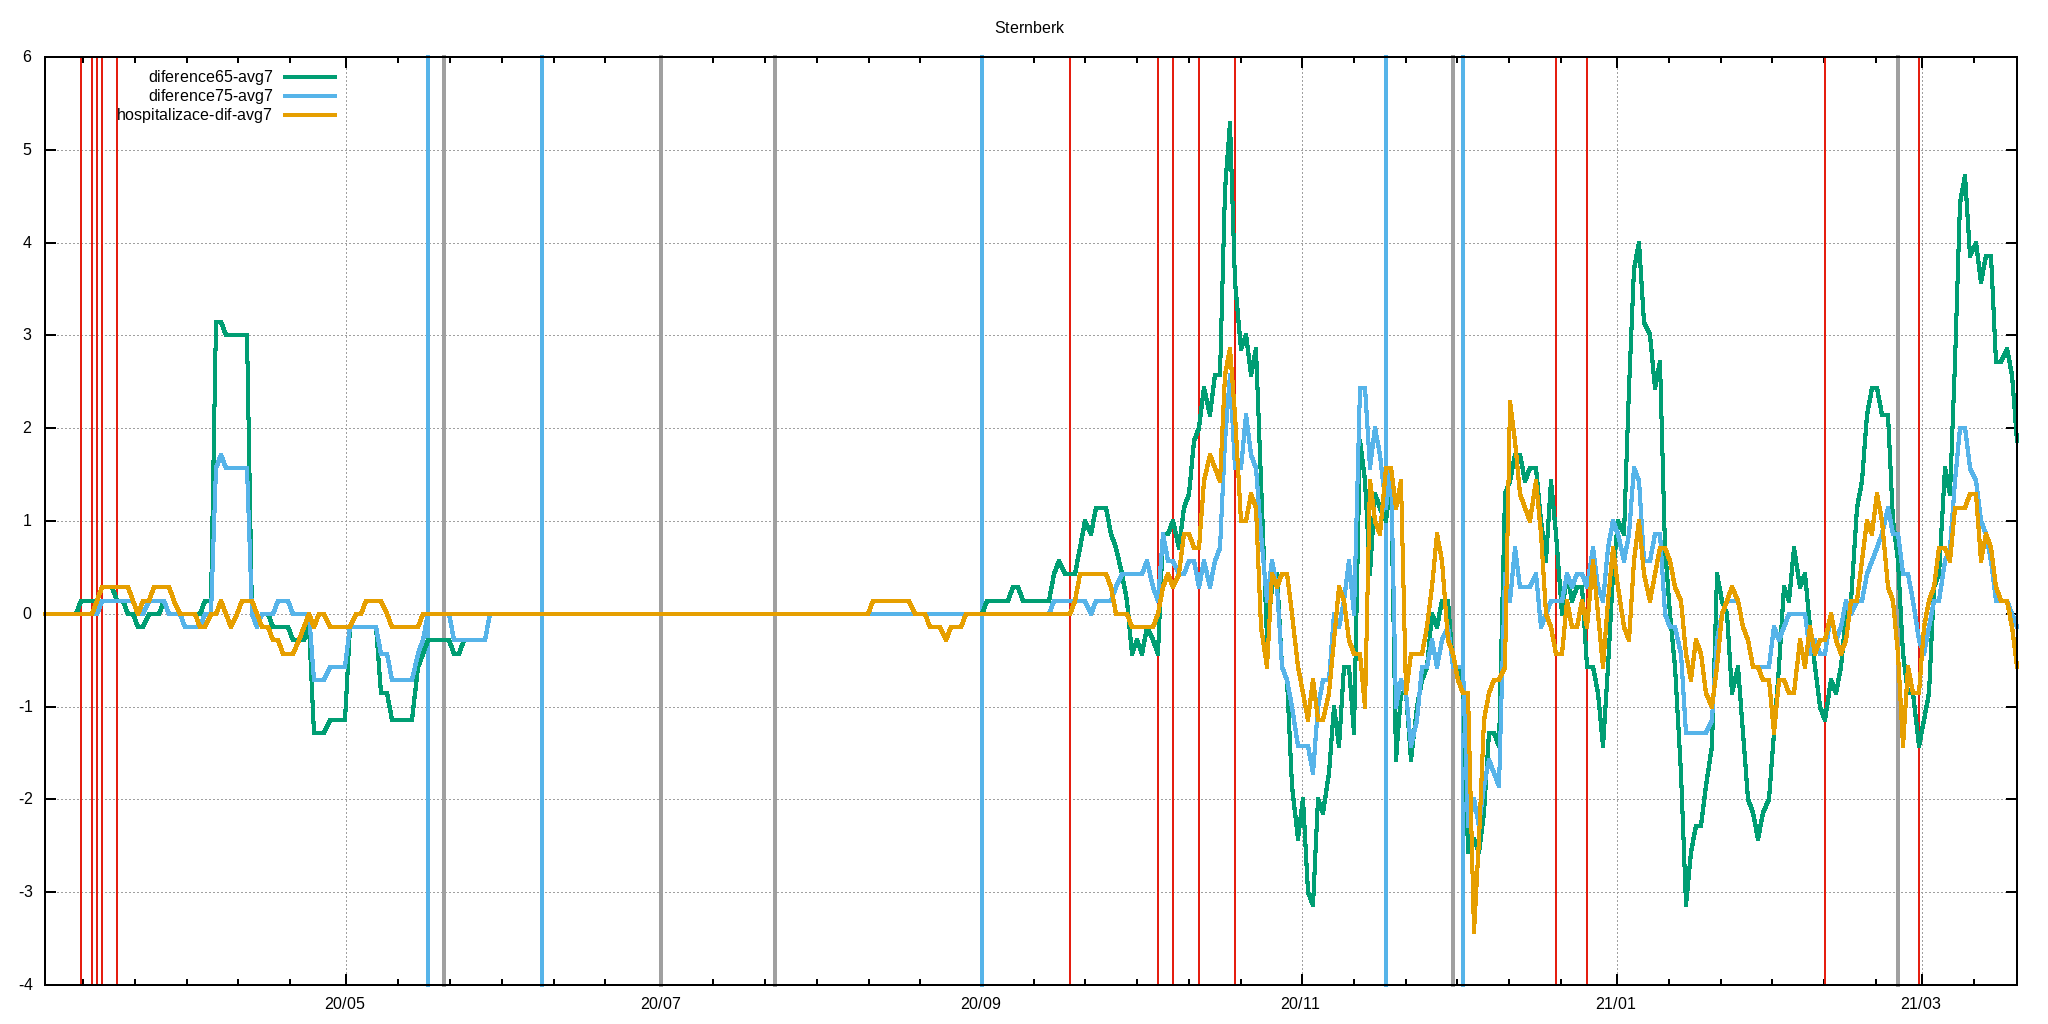 Sternberk
6
diference65-avg7
diference75-avg7
hospitalizace-dif-avg7
5
4
3
2
1
0
-1
-2
-3
-4
20/05 20/07 20/09 20/11 21/01 21/03